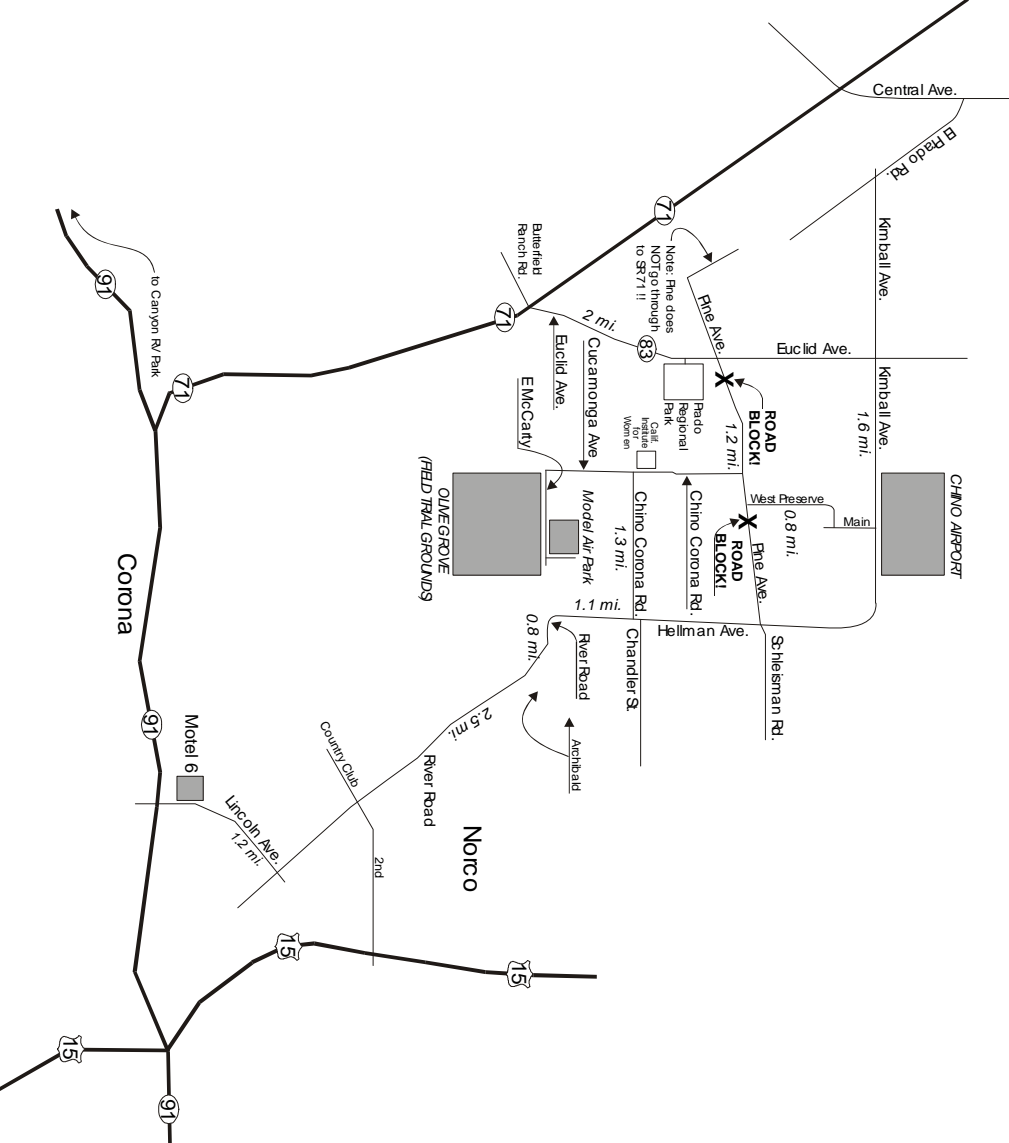 Central Ave.
El Prado Rd.
Kimball Ave.
71
Note: Pine does
NOT go through
to SR 71 !!
Butterfield
Ranch Rd.
91
to Canyon RV Park
71
71
2 mi.
83
Pine Ave.
Euclid Ave.
Kimball Ave.
1.6 mi.
Euclid Ave.
Cucamonga Ave
E McCarty
Prado
Regional
Park
Calif.
Institute
for
Women
ROAD
BLOCK!
1.2 mi.
CHINO AIRPORT
West Preserve
0.8 mi.
Main
OLIVE GROVE
(FIELD TRIAL GROUNDS)
Model Air Park
Chino Corona Rd.
1.3 mi.
Chino Corona Rd.
ROAD
BLOCK!
Pine Ave.
Corona
1.1 mi.
0.8 mi.
River Road
Chandler St.
Hellman Ave.
Schleisman Rd.
91
Motel 6
Lincoln Ave.
1.2 mi.
Country Club
2.5 mi.
River Road
Archibald
2nd
Norco
15
15
15
91